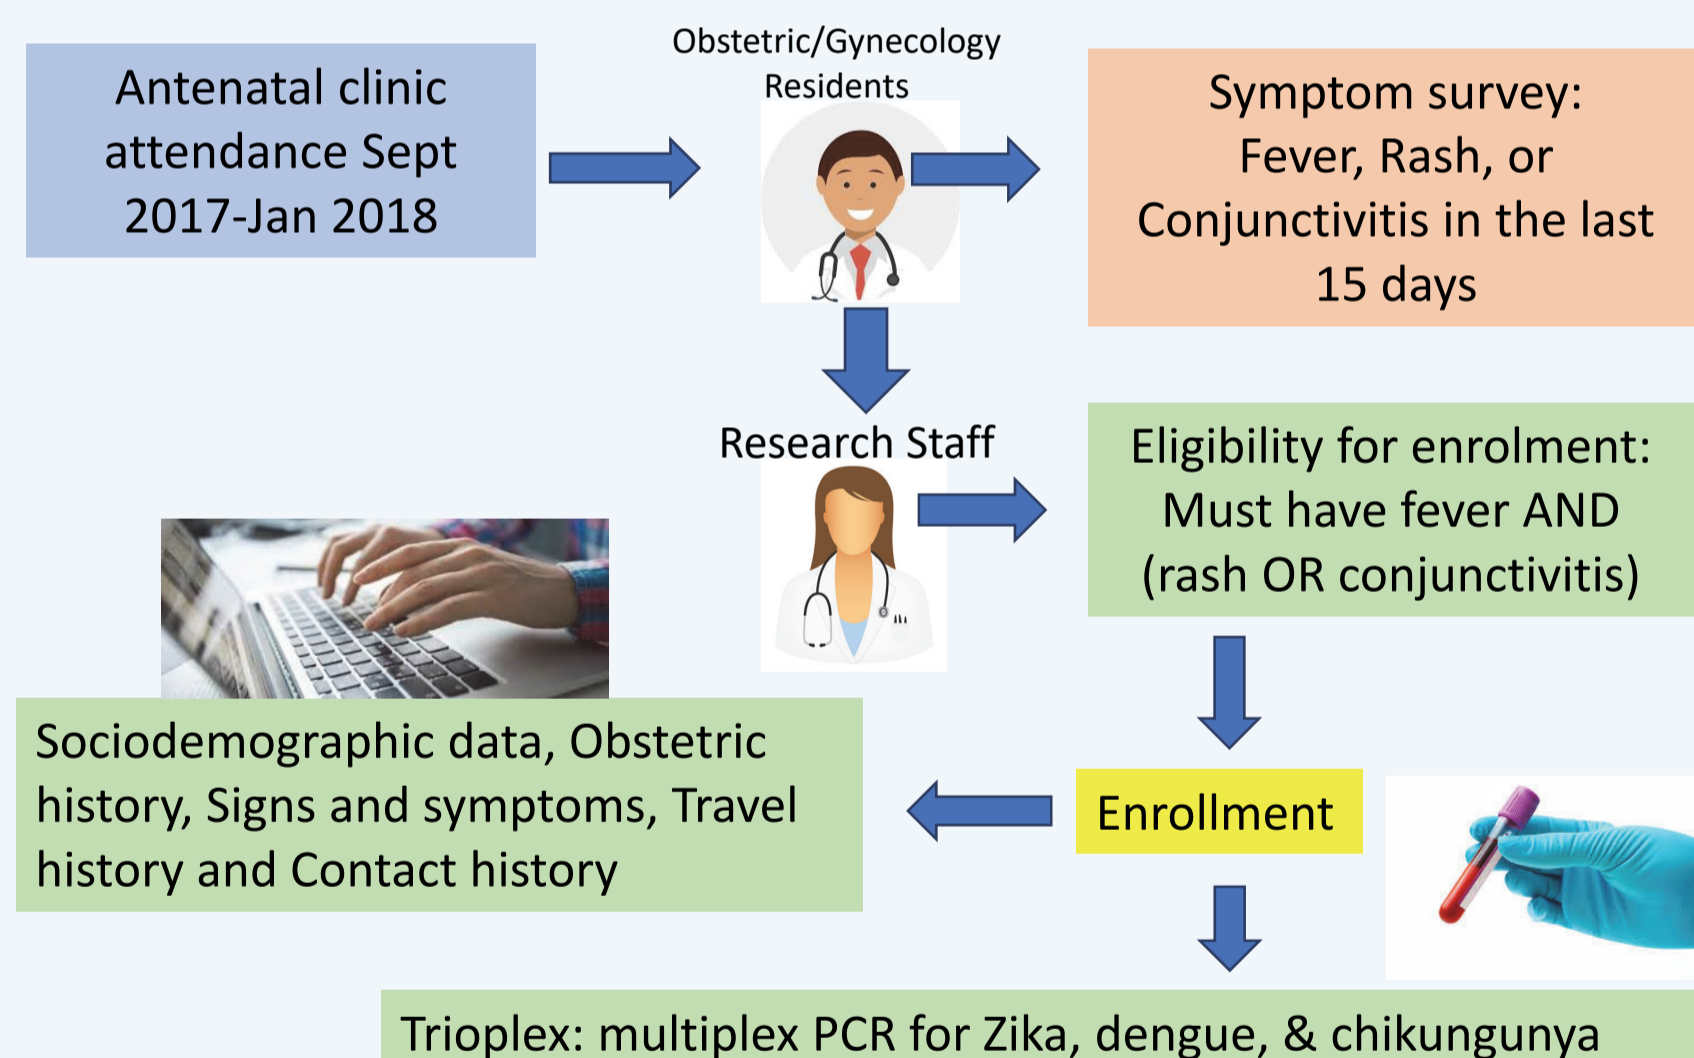 Antenatal clinic
attendance Sept
2017-Jan 2018
Obstetric/Gynecology
Residents
Symptom survey:
Fever, Rash, or
Conjunctivitis in the last
15 days
Research Staff
Eligibility for enrolment:
Must have fever AND
(rash OR conjunctivitis)
Enrollment
Sociodemographic data, Obstetric
history, Signs and symptoms, Travel
history and Contact history
Trioplex: multiplex PCR for Zika, dengue, & chikungunya